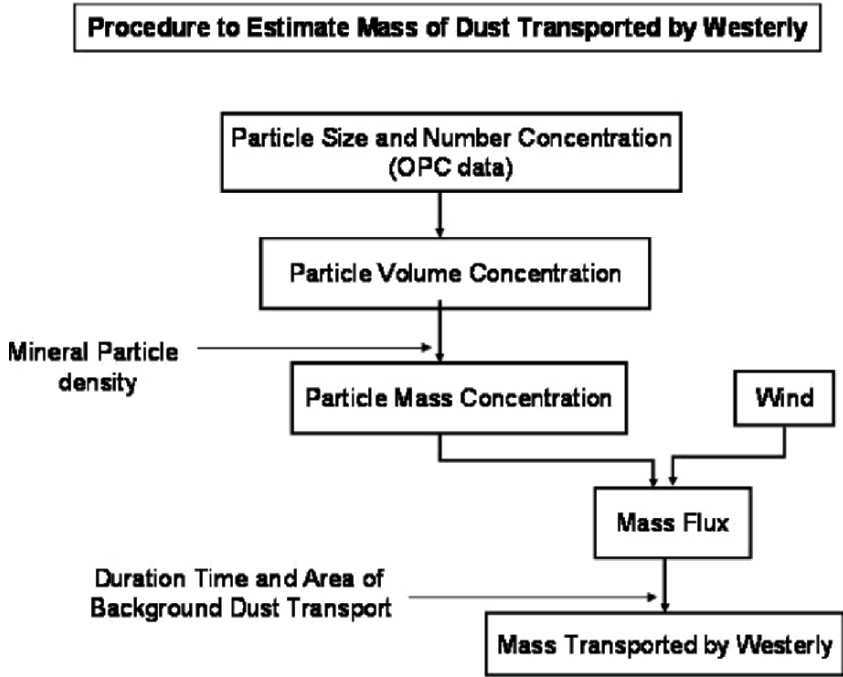 Procedure to Estimate Mass of Dust Transported by Westerly
Particle Size and Number Concentration
(OPC data)
Particle Volume Concentration
Mineral Particle
density
Particle Mass Concentration
Wind
Mass Flux
Duration Time and Area of
Background Dust Transport
Mass Transported by Westerly